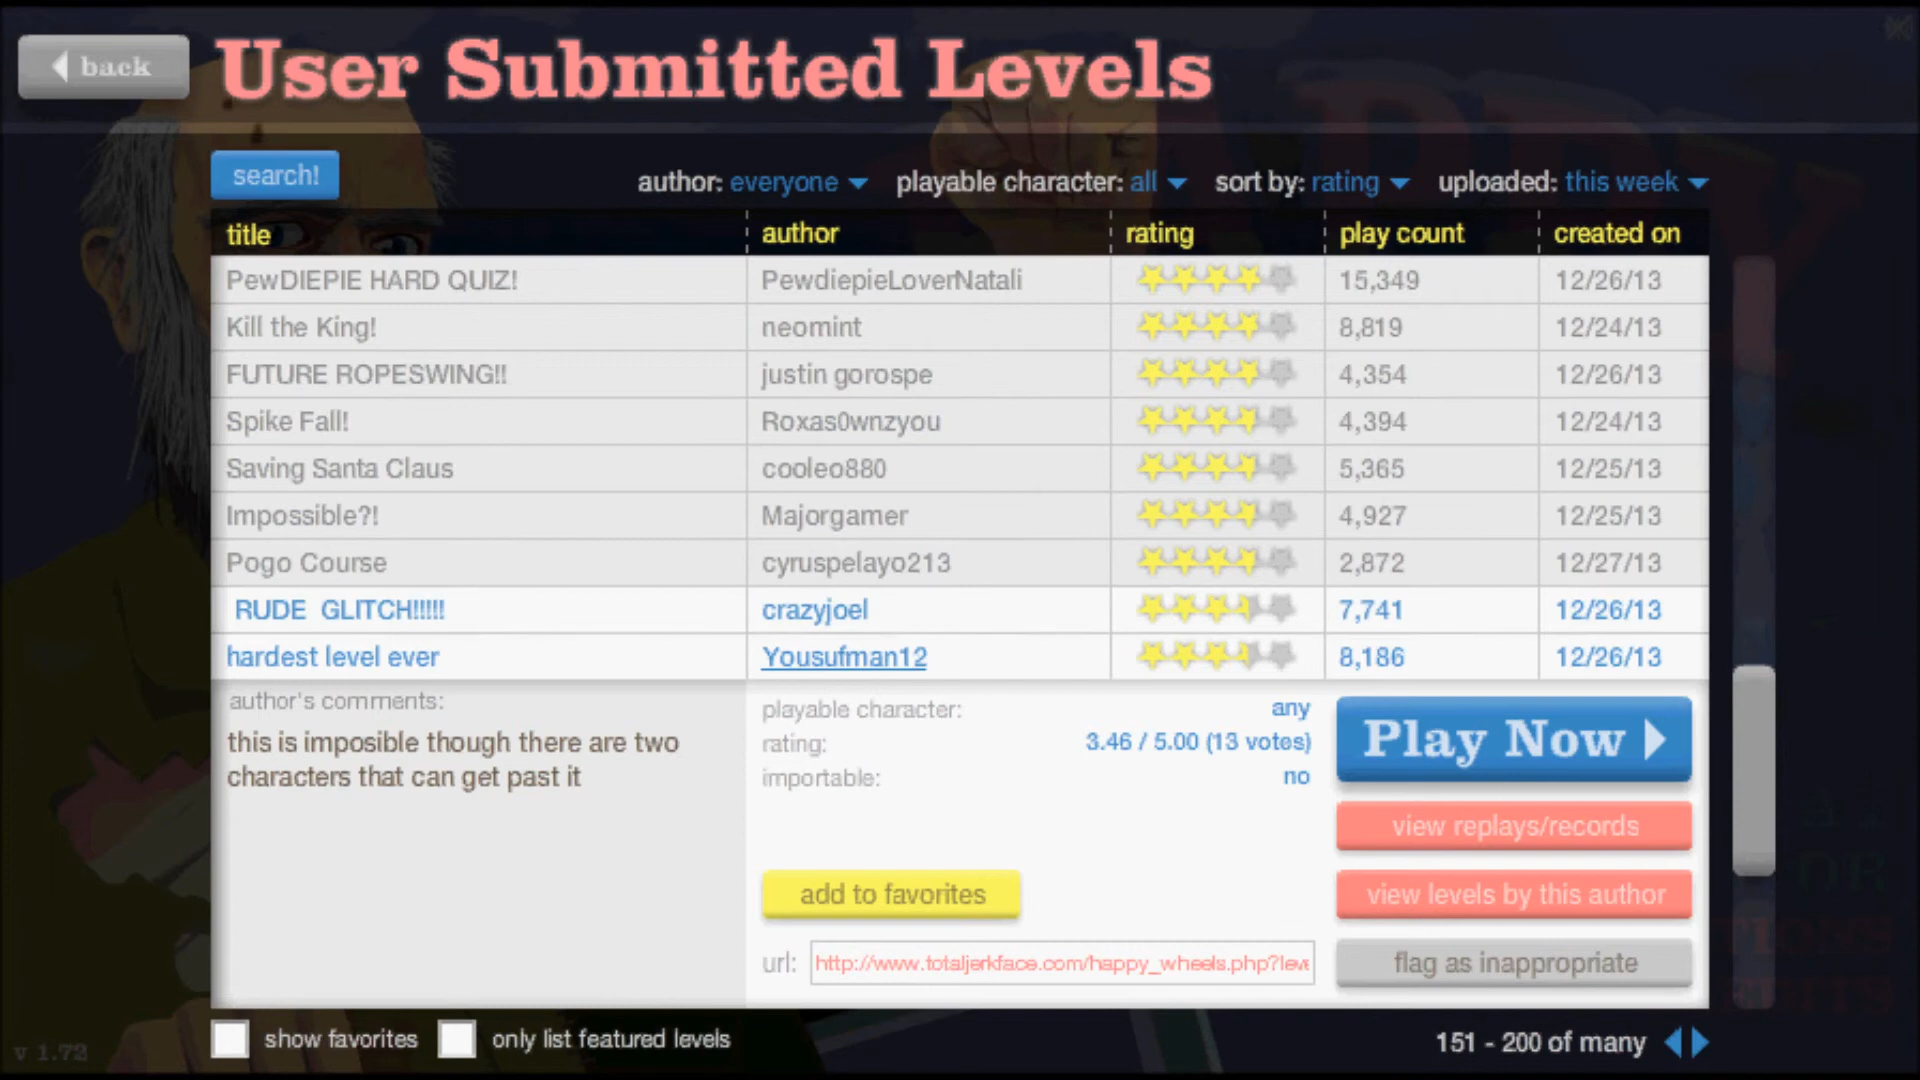 back
User Submitted Levels
search!
author: everyone playable character: all sort by: rating uploaded: this week
title author rating play count created on
PewDIEPIE HARD QUIZ! PewdiepieLoverNatali 15,349 12/26/13
Kill the King! neomint 8,819 12/24/13
FUTURE ROPESWING!! justin gorospe 4,354 12/26/13
Spike Fall! Roxas0wnzyou 4,394 12/24/13
Saving Santa Claus cooleo880 5,365 12/25/13
Impossible?! Majorgamer 4,927 12/25/13
Pogo Course cyruspelayo213 2,872 12/27/13
RUDE GLITCH!!!!! crazyjoel 7,741 12/26/13
hardest level ever Yousufman12 8,186 12/26/13
author's comments:
this is imposible though there are two
characters that can get past it
playable character: any
rating: 3.46 / 5.00 (13 votes)
importable: no
add to favorites
url: http://www.totaljerkface.com/happy_wheels.php?leve
Play Now
view replays/records
view levels by this author
flag as inappropriate
show favorites only list featured levels
151 - 200 of many
v 1.72